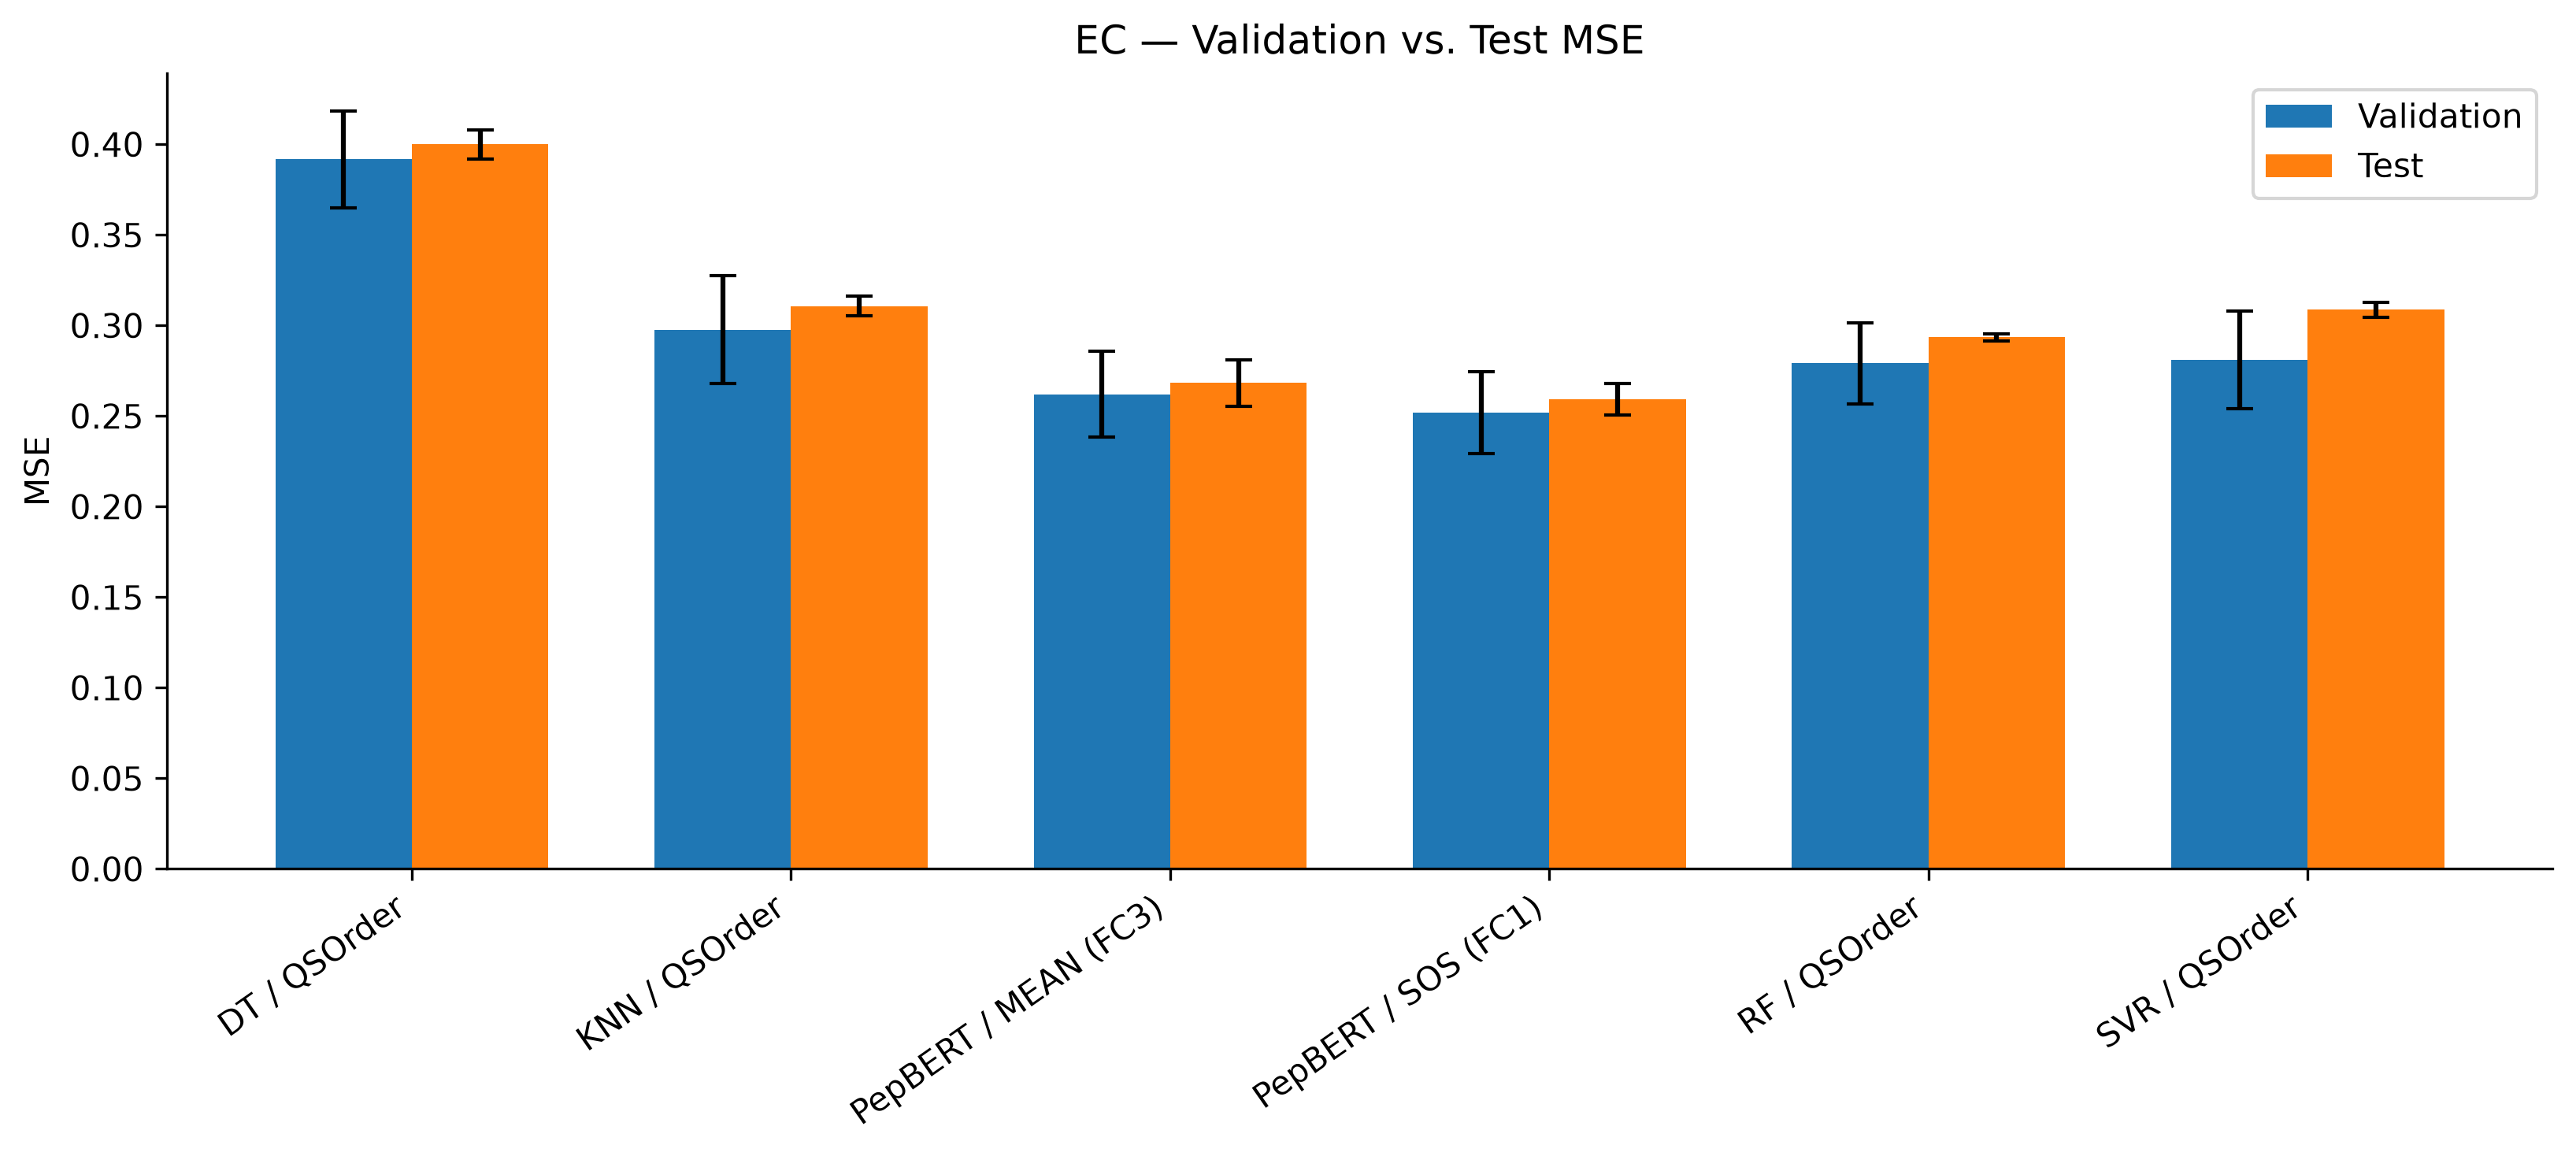 EC — Validation vs. Test MSE
Validation
Test
MSE
0.40
0.35
0.30
0.25
0.20
0.15
0.10
0.05
0.00
DT / QSOrder
KNN / QSOrder
PepBERT / MEAN (FC3)
PepBERT / SOS (FC1)
RF / QSOrder
SVR / QSOrder